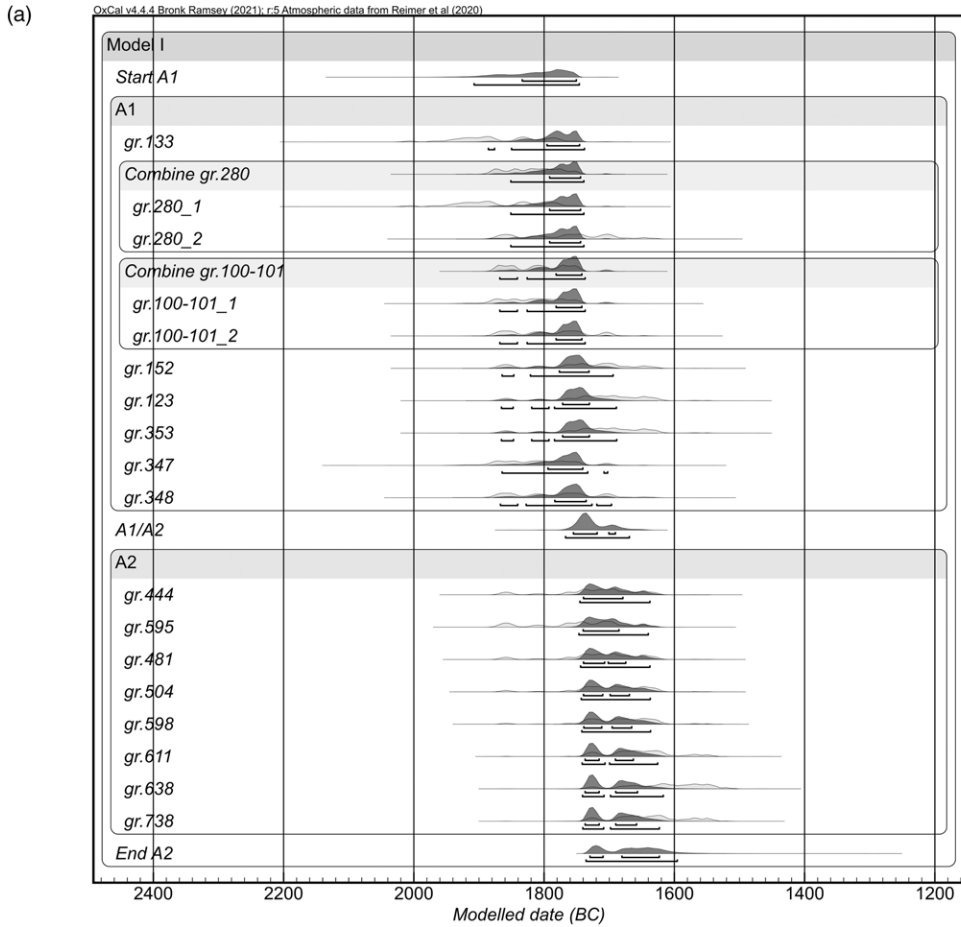 (a)
OxCal v4.4.4 Bronk Ramsey (2021); r:5 Atmospheric data from Reimer et al (2020)
Model I
Start A1
A1
gr.133
Combine gr.280
gr.280_1
gr.280_2
Combine gr.100-101
gr.100-101_1
gr.100-101_2
gr.152
gr.123
gr.353
gr.347
gr.348
A1/A2
A2
gr.444
gr.595
gr.481
gr.504
gr.598
gr.611
gr.638
gr.738
End A2
2400 2200 2000 1800 1600 1400 1200
Modelled date (BC)